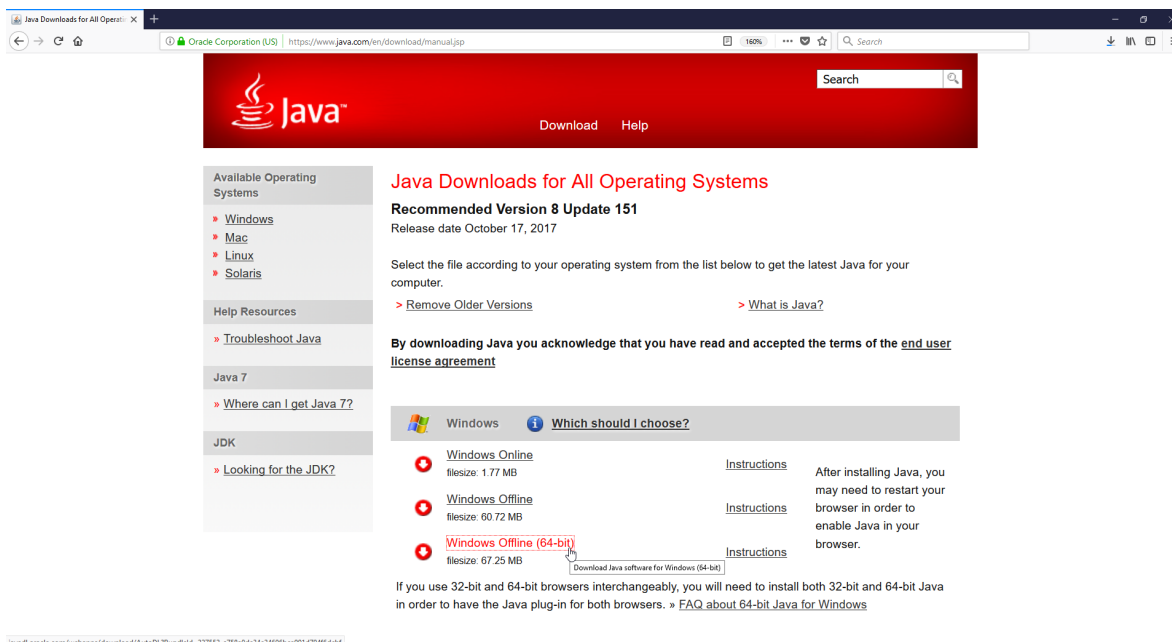 Java Downloads for All Operati
Oracle Corporation (US) https://www.java.com/en/download/manual.jsp 160% Search
Java™
Search
Download Help
Available Operating
Systems
» Windows
» Mac
» Linux
» Solaris
Help Resources
» Troubleshoot Java
Java 7
» Where can I get Java 7?
JDK
» Looking for the JDK?
Java Downloads for All Operating Systems
Recommended Version 8 Update 151
Release date October 17, 2017
Select the file according to your operating system from the list below to get the latest Java for your
computer.
> Remove Older Versions > What is Java?
By downloading Java you acknowledge that you have read and accepted the terms of the end user
license agreement
Windows Which should I choose?
Windows Online
filesize: 1.77 MB
Instructions
Windows Offline
filesize: 60.72 MB
Instructions
Windows Offline (64-bit)
filesize: 67.25 MB
Instructions
Download Java software for Windows (64-bit)
After installing Java, you
may need to restart your
browser in order to
enable Java in your
browser.
If you use 32-bit and 64-bit browsers interchangeably, you will need to install both 32-bit and 64-bit Java
in order to have the Java plug-in for both browsers. » FAQ about 64-bit Java for Windows